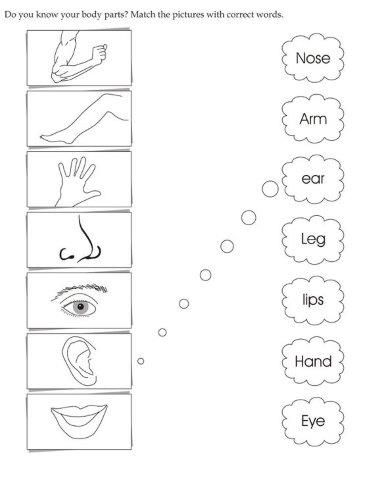 Do you know your body parts? Match the pictures with correct words.
Nose
Arm
ear
Leg
lips
Hand
Eye